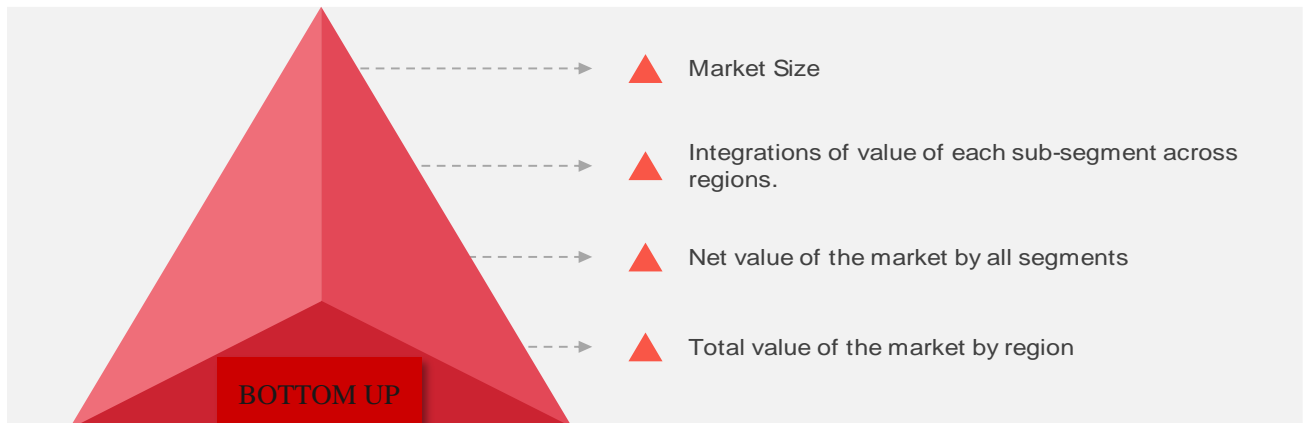 Market Size
Integrations of value of each sub-segment across
regions.
Net value of the market by all segments
Total value of the market by region
BOTTOM UP